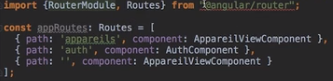 import {RouterModule, Routes} from "@angular/router";
const appRoutes: Routes = [
{ path: 'appareils', component: AppareilViewComponent },
{ path: 'auth', component: AuthComponent },
{ path: '', component: AppareilViewComponent }
];